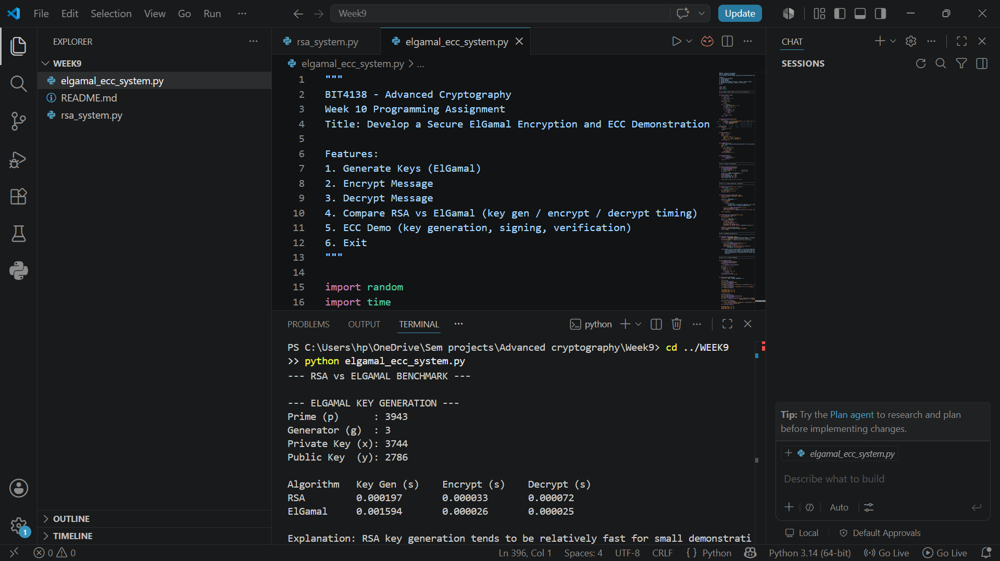 File Edit Selection View Go Run ···
Week9
Update
EXPLORER
WEEK9
elgamal_ecc_system.py
README.md
rsa_system.py
OUTLINE
TIMELINE
rsa_system.py
elgamal_ecc_system.py
elgamal_ecc_system.py > ...
1 """
2 BIT4138 - Advanced Cryptography
3 Week 10 Programming Assignment
4 Title: Develop a Secure ElGamal Encryption and ECC Demonstration System
5
6 Features:
7 1. Generate Keys (ElGamal)
8 2. Encrypt Message
9 3. Decrypt Message
10 4. Compare RSA vs ElGamal (key gen / encrypt / decrypt timing)
11 5. ECC Demo (key generation, signing, verification)
12 6. Exit
13 """
14
15 import random
16 import time
PROBLEMS OUTPUT TERMINAL ···
python
PS C:\Users\hp\OneDrive\Sem projects\Advanced cryptography\Week9> cd ../WEEK9
>> python elgamal_ecc_system.py
--- RSA vs ELGAMAL BENCHMARK ---
--- ELGAMAL KEY GENERATION ---
Prime (p) : 3943
Generator (g) : 3
Private Key (x): 3744
Public Key (y): 2786
Algorithm Key Gen (s) Encrypt (s) Decrypt (s)
RSA 0.000197 0.000033 0.000072
ElGamal 0.001594 0.000026 0.000025
Explanation: RSA key generation tends to be relatively fast for small demonstrati
CHAT
SESSIONS
Tip: Try the Plan agent to research and plan
before implementing changes.
elgamal_ecc_system.py
Describe what to build
Auto
Local
Default Approvals
1
0 0
Ln 396, Col 1 Spaces: 4 UTF-8 CRLF {} Python Python 3.14 (64-bit) Go Live Go Live